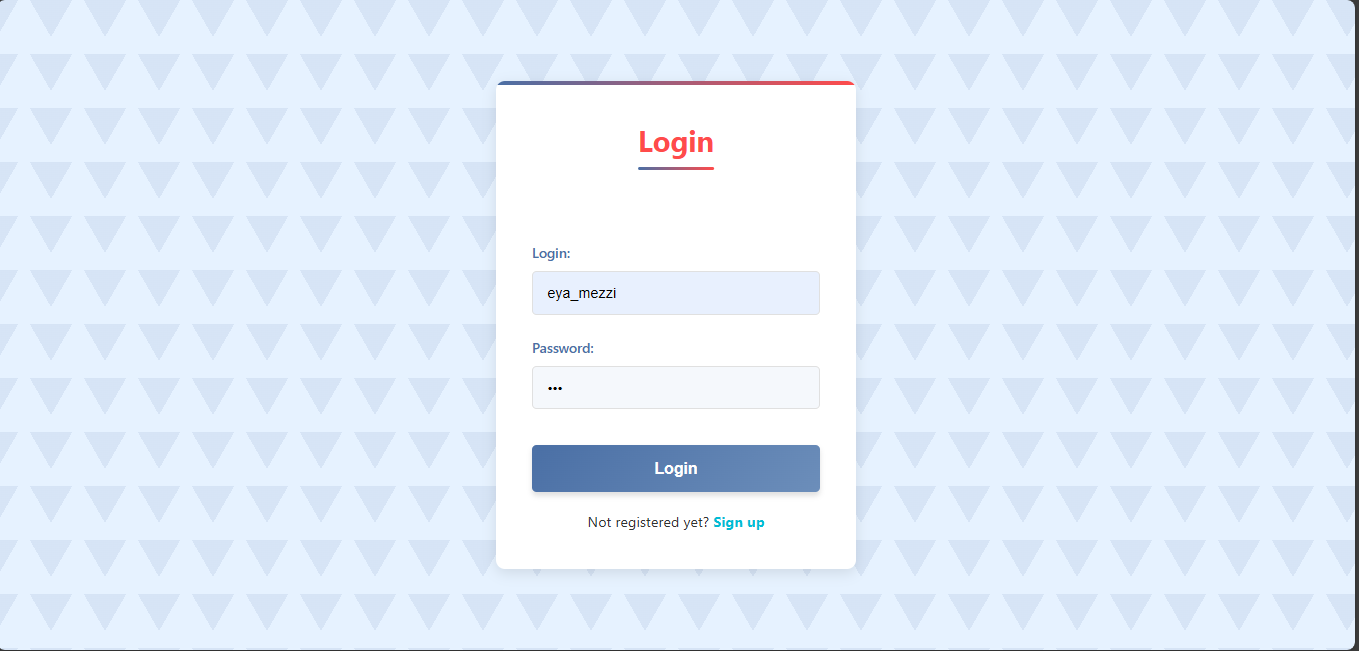 Login
Login:
eya_mezzi
Password:
•••
Login
Not registered yet? Sign up